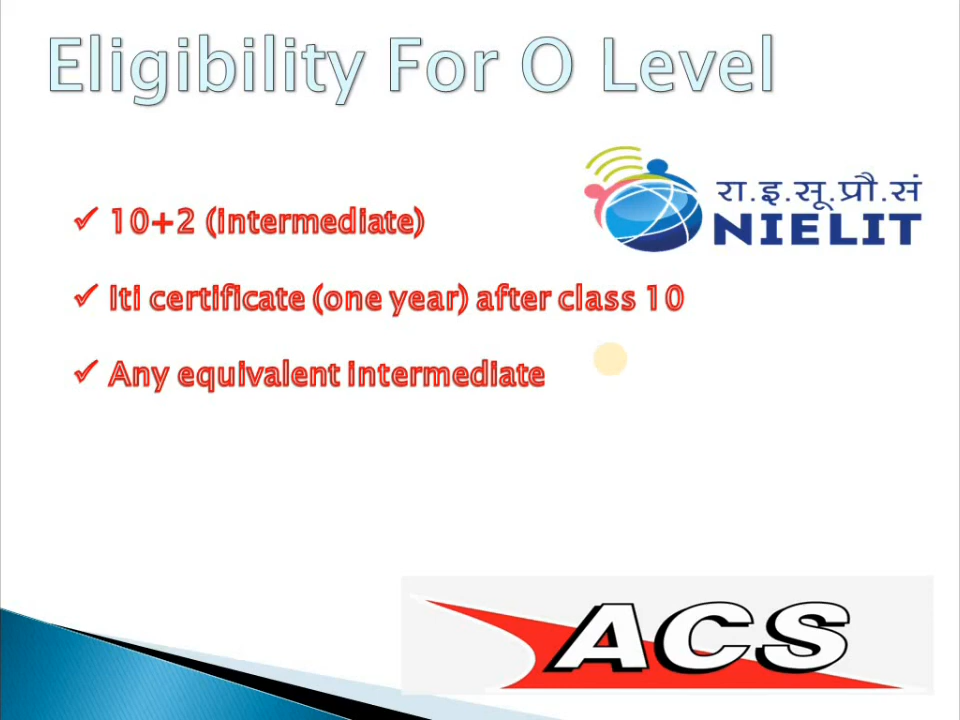 Eligibility For O Level
रा.इ.सू.प्रौ.सं
NIELIT
✓ 10+2 (intermediate)
✓ Iti certificate (one year) after class 10
✓ Any equivalent intermediate
ACS